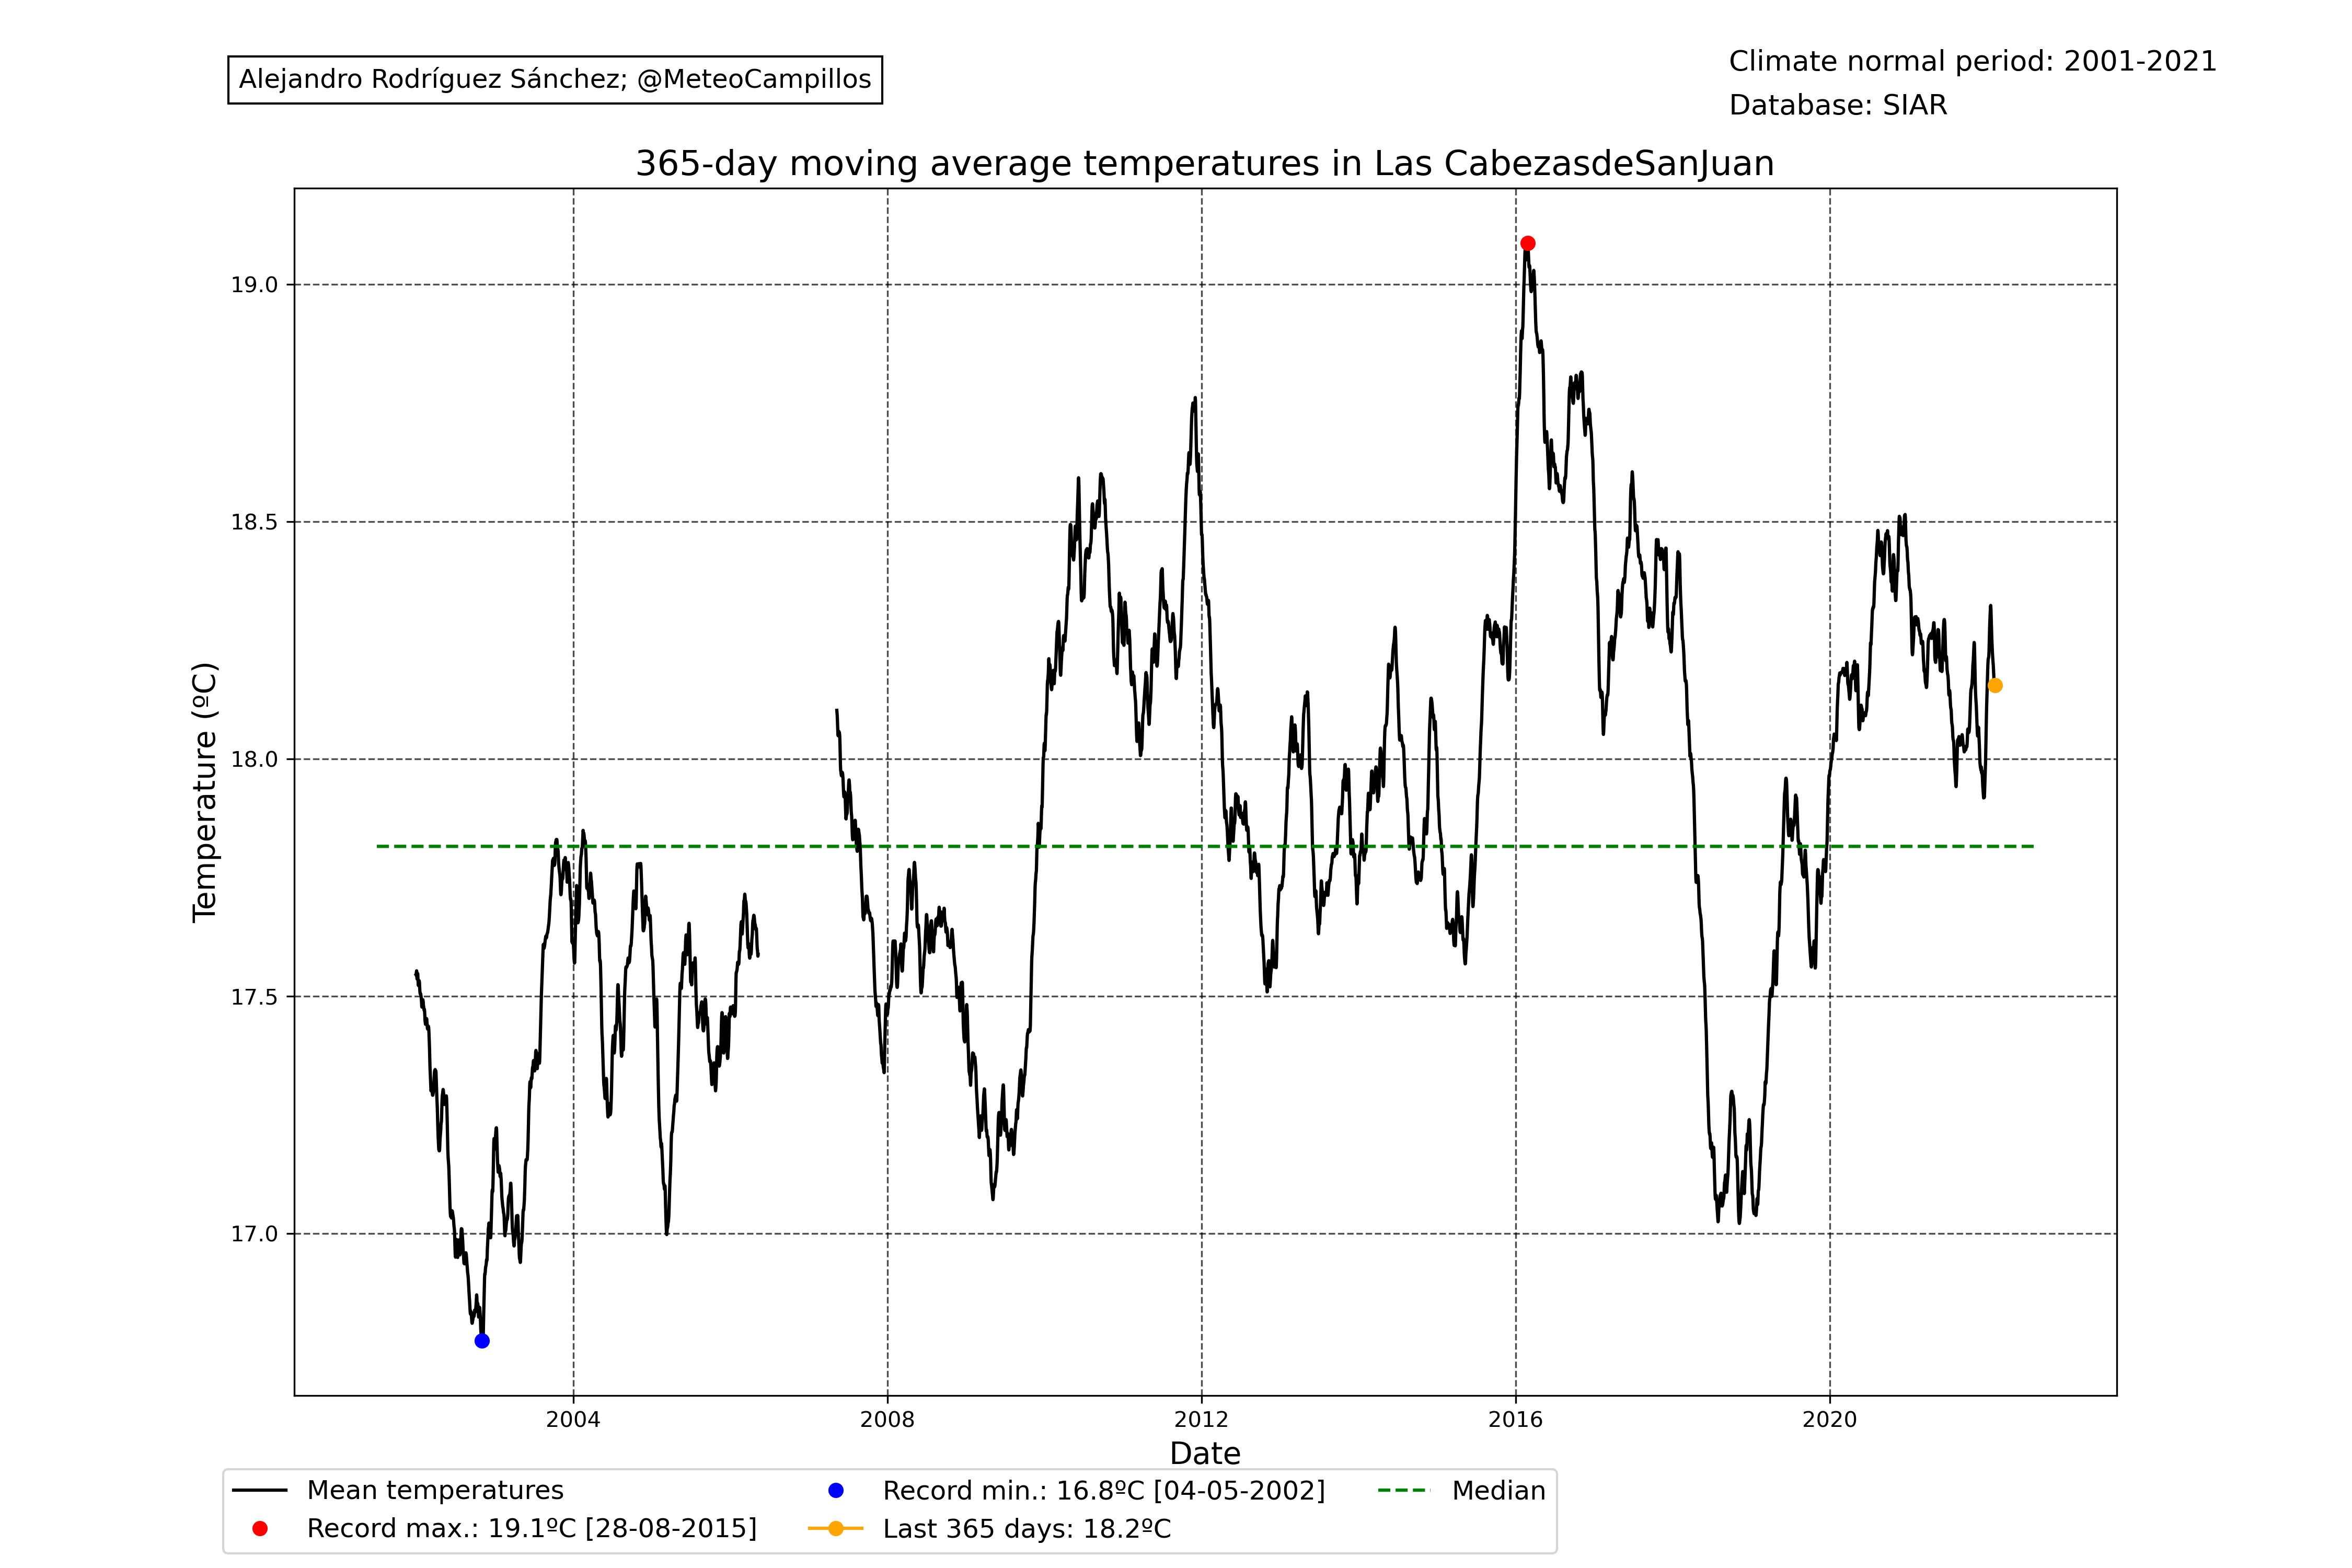 Alejandro Rodríguez Sánchez; @MeteoCampillos
Climate normal period: 2001-2021
Database: SIAR
365-day moving average temperatures in Las CabezasdeSanJuan
Temperature (ºC)
19.0
18.5
18.0
17.5
17.0
2004
2008
2012
2016
2020
Date
Mean temperatures
Record max.: 19.1ºC [28-08-2015]
Record min.: 16.8ºC [04-05-2002]
Last 365 days: 18.2ºC
Median